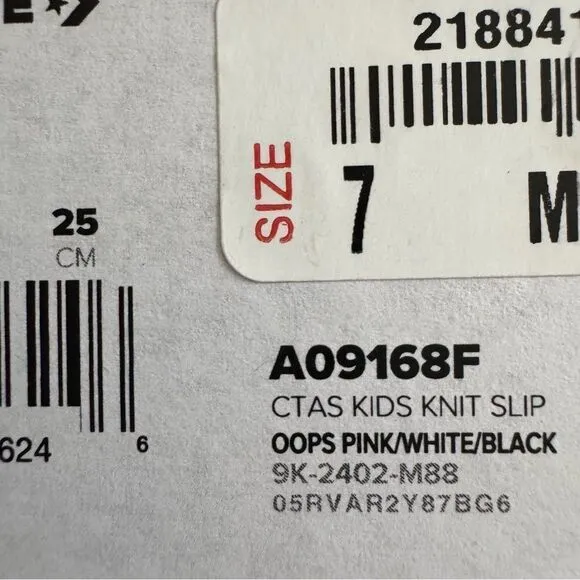 E
218841
SIZE
7 M
25
CM
624 6
A09168F
CTAS KIDS KNIT SLIP
OOPS PINK/WHITE/BLACK
9K-2402-M88
05RVAR2Y87BG6